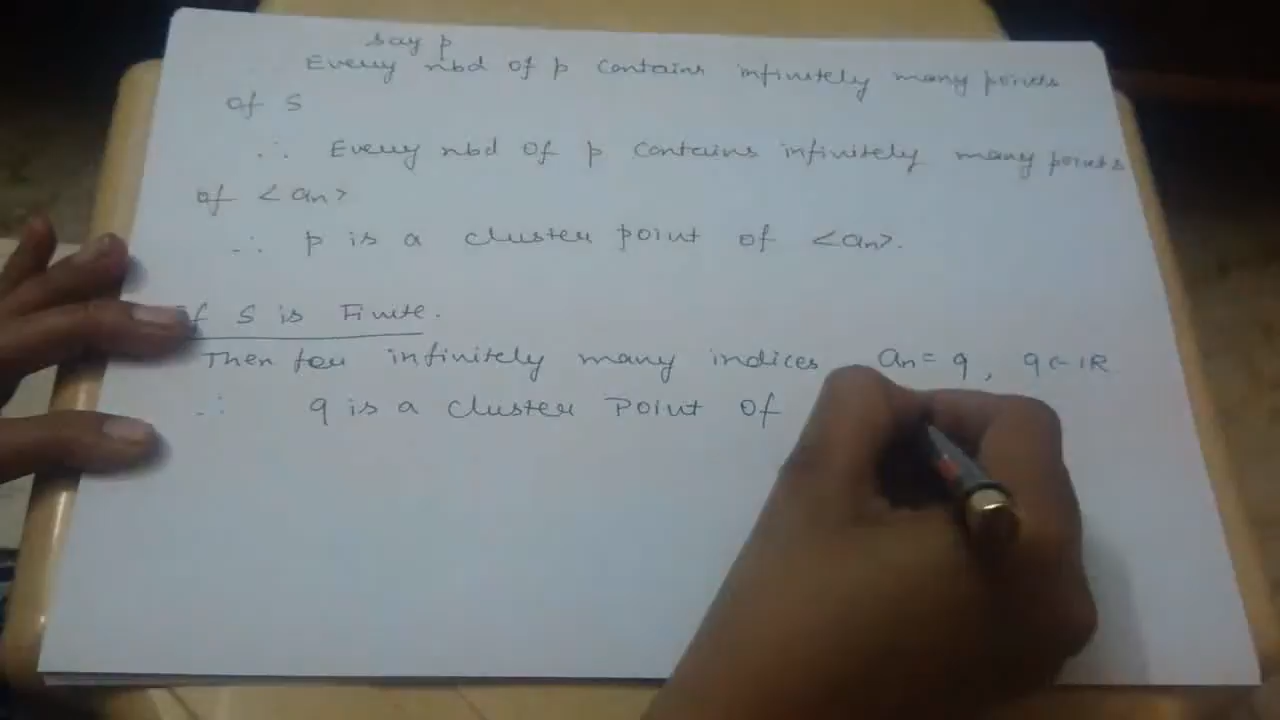 say p
Every nbd of p contains infinitely many points
of S
∴ Every nbd of p contains infinitely many points
of <an>
∴ p is a cluster point of <an>.
If S is Finite.
Then for infinitely many indices an = q, q ∈ IR
∴ q is a cluster Point of